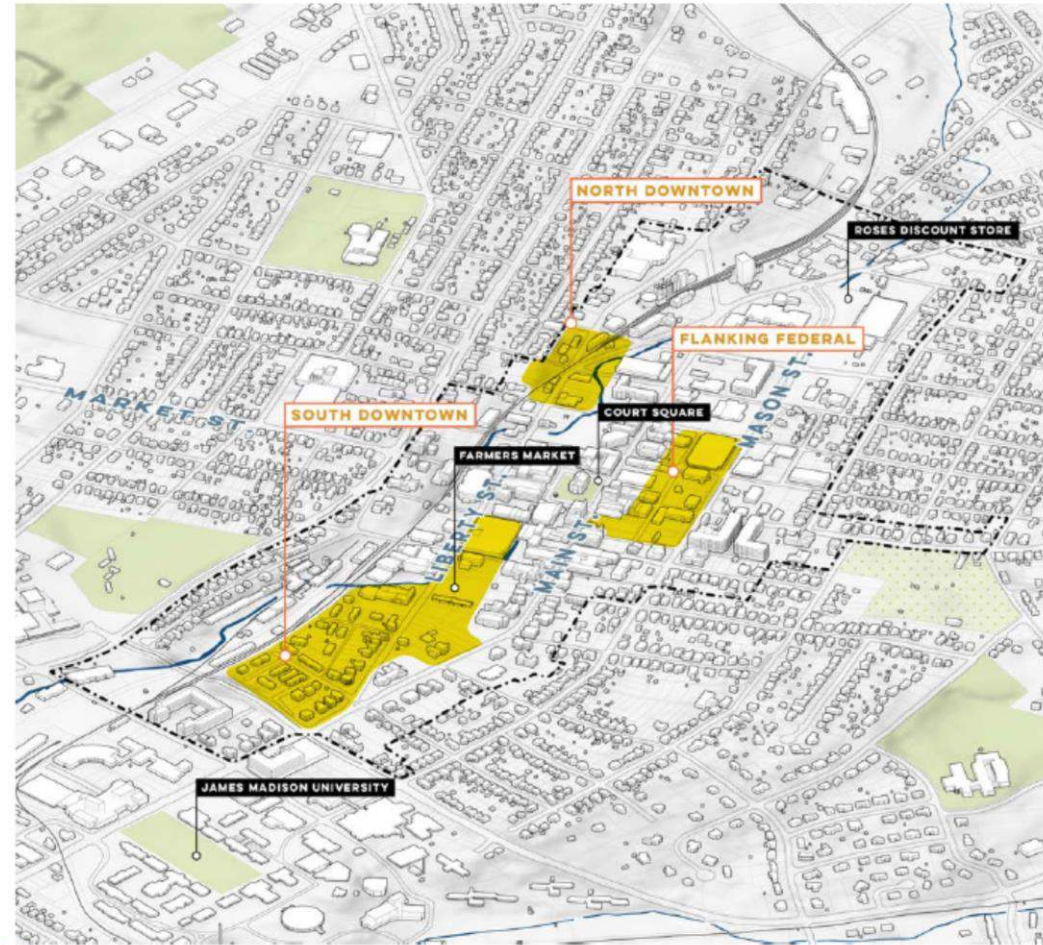 NORTH DOWNTOWN
ROSES DISCOUNT STORE
FLANKING FEDERAL
MARKET ST
SOUTH DOWNTOWN
COURT SQUARE
MASON ST.
FARMERS MARKET
LIBERTY ST.
MAIN ST.
JAMES MADISON UNIVERSITY